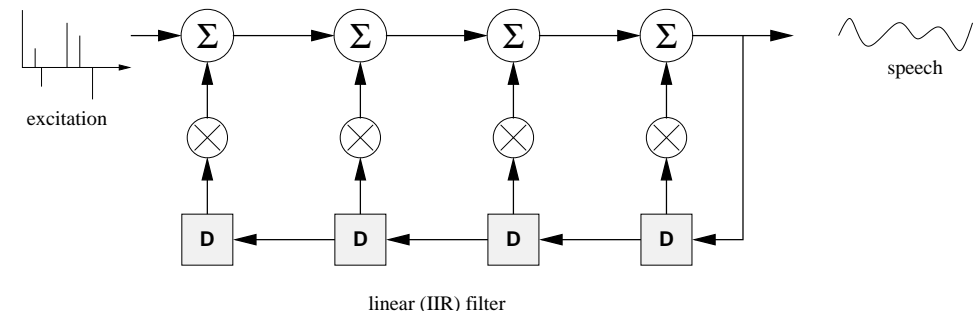 Σ Σ Σ Σ
speech
excitation
D D D D
linear (IIR) filter